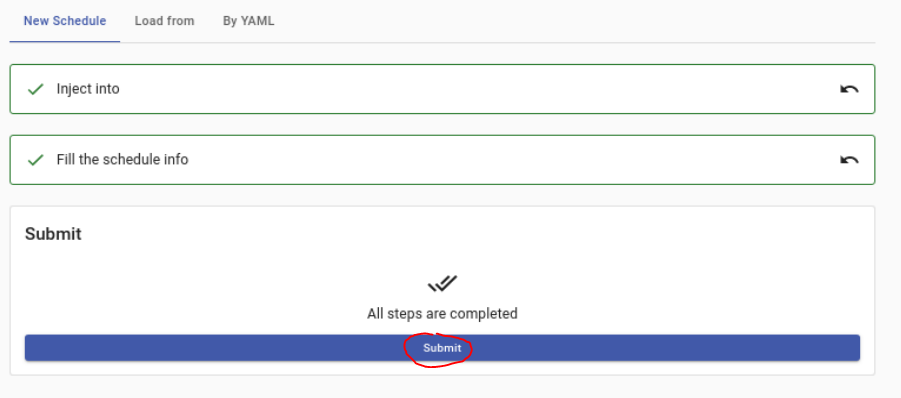 New Schedule Load from By YAML
Inject into
Fill the schedule info
Submit
All steps are completed
Submit